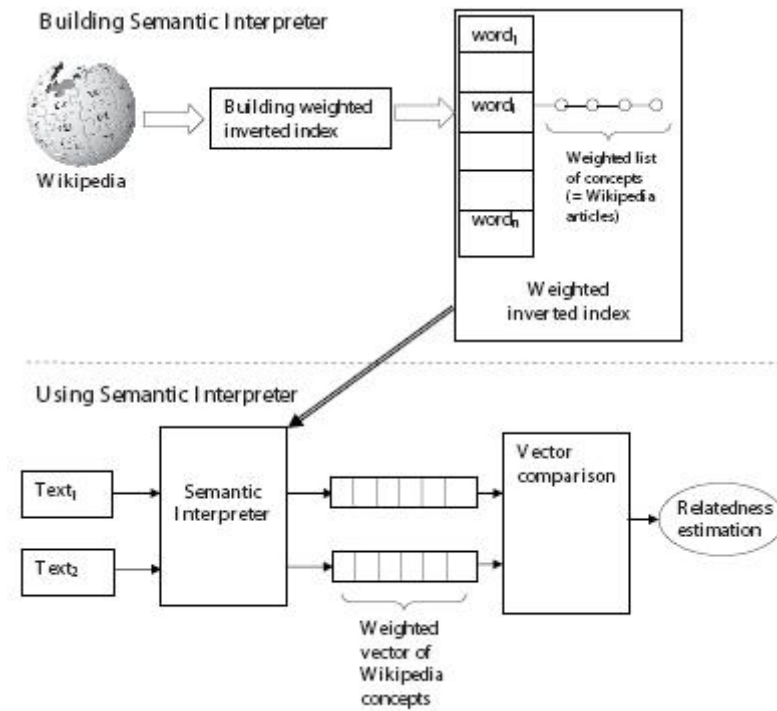 Building Semantic Interpreter
Wikipedia
Building weighted
inverted index
word₁
wordᵢ
wordₙ
Weighted list
of concepts
(= Wikipedia
articles)
Weighted
inverted index
Using Semantic Interpreter
Text₁
Text₂
Semantic
Interpreter
Weighted
vector of
Wikipedia
concepts
Vector
comparison
Relatedness
estimation